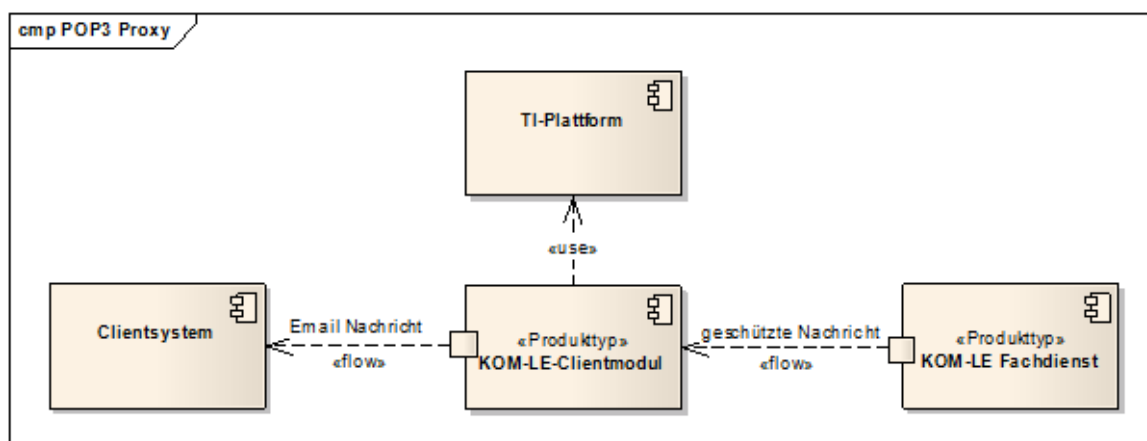 cmp POP3 Proxy
TI-Plattform
«use»
Clientsystem
Email Nachricht
«flow»
«Produkttyp»
KOM-LE-Clientmodul
geschützte Nachricht
«flow»
«Produkttyp»
KOM-LE Fachdienst